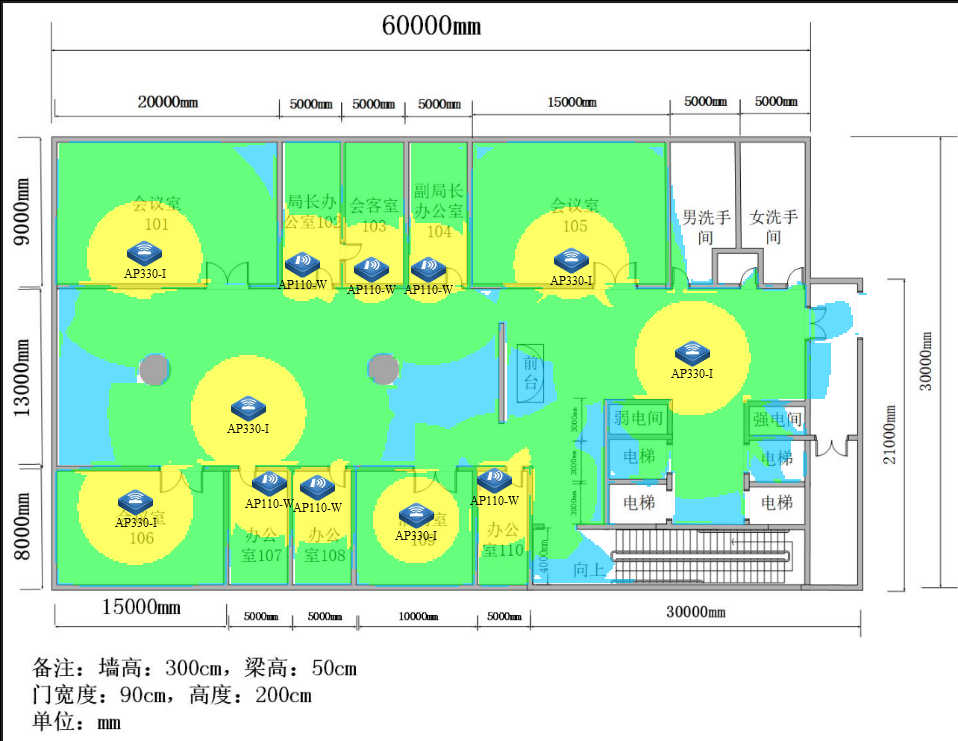 60000mm
20000mm
5000mm
5000mm
5000mm
15000mm
5000mm
5000mm
9000mm
13000mm
8000mm
30000mm
21000mm
会议室
101
AP330-I
局长办
公室102
AP110-W
会客室
103
AP110-W
副局长
办公室
104
AP110-W
会议室
105
AP330-I
男洗手
间
女洗手
间
AP330-I
前
台
AP330-I
3000mm
弱电间
强电间
电梯
电梯
电梯
电梯
AP330-I
106
AP110-W
办公
室107
AP110-W
办公
室108
AP330-I
109
AP110-W
办公
室110
4000mm
向上
15000mm
5000mm
5000mm
10000mm
5000mm
30000mm
备注：墙高：300cm，梁高：50cm
门宽度：90cm，高度：200cm
单位：mm